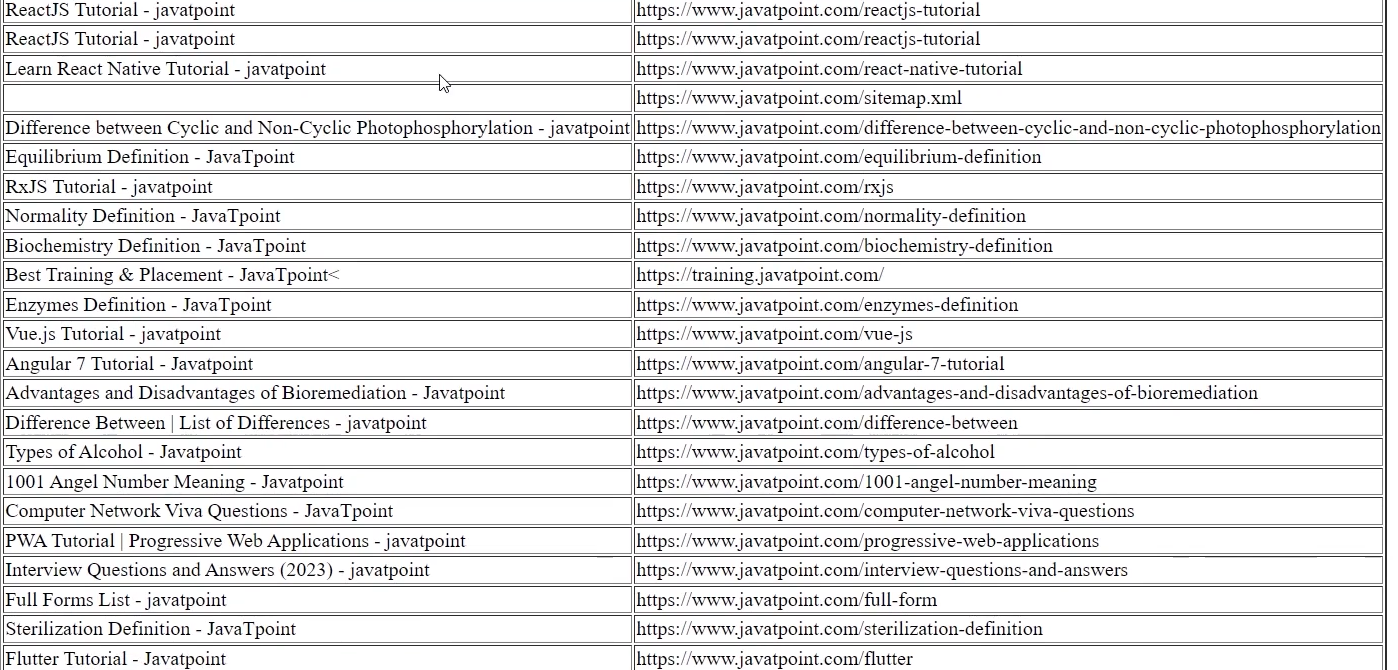 ReactJS Tutorial - javatpoint https://www.javatpoint.com/reactjs-tutorial
ReactJS Tutorial - javatpoint https://www.javatpoint.com/reactjs-tutorial
Learn React Native Tutorial - javatpoint https://www.javatpoint.com/react-native-tutorial
https://www.javatpoint.com/sitemap.xml
Difference between Cyclic and Non-Cyclic Photophosphorylation - javatpoint https://www.javatpoint.com/difference-between-cyclic-and-non-cyclic-photophosphorylation
Equilibrium Definition - JavaTpoint https://www.javatpoint.com/equilibrium-definition
RxJS Tutorial - javatpoint https://www.javatpoint.com/rxjs
Normality Definition - JavaTpoint https://www.javatpoint.com/normality-definition
Biochemistry Definition - JavaTpoint https://www.javatpoint.com/biochemistry-definition
Best Training & Placement - JavaTpoint< https://training.javatpoint.com/
Enzymes Definition - JavaTpoint https://www.javatpoint.com/enzymes-definition
Vue.js Tutorial - javatpoint https://www.javatpoint.com/vue-js
Angular 7 Tutorial - Javatpoint https://www.javatpoint.com/angular-7-tutorial
Advantages and Disadvantages of Bioremediation - Javatpoint https://www.javatpoint.com/advantages-and-disadvantages-of-bioremediation
Difference Between | List of Differences - javatpoint https://www.javatpoint.com/difference-between
Types of Alcohol - Javatpoint https://www.javatpoint.com/types-of-alcohol
1001 Angel Number Meaning - Javatpoint https://www.javatpoint.com/1001-angel-number-meaning
Computer Network Viva Questions - JavaTpoint https://www.javatpoint.com/computer-network-viva-questions
PWA Tutorial | Progressive Web Applications - javatpoint https://www.javatpoint.com/progressive-web-applications
Interview Questions and Answers (2023) - javatpoint https://www.javatpoint.com/interview-questions-and-answers
Full Forms List - javatpoint https://www.javatpoint.com/full-form
Sterilization Definition - JavaTpoint https://www.javatpoint.com/sterilization-definition
Flutter Tutorial - Javatpoint https://www.javatpoint.com/flutter